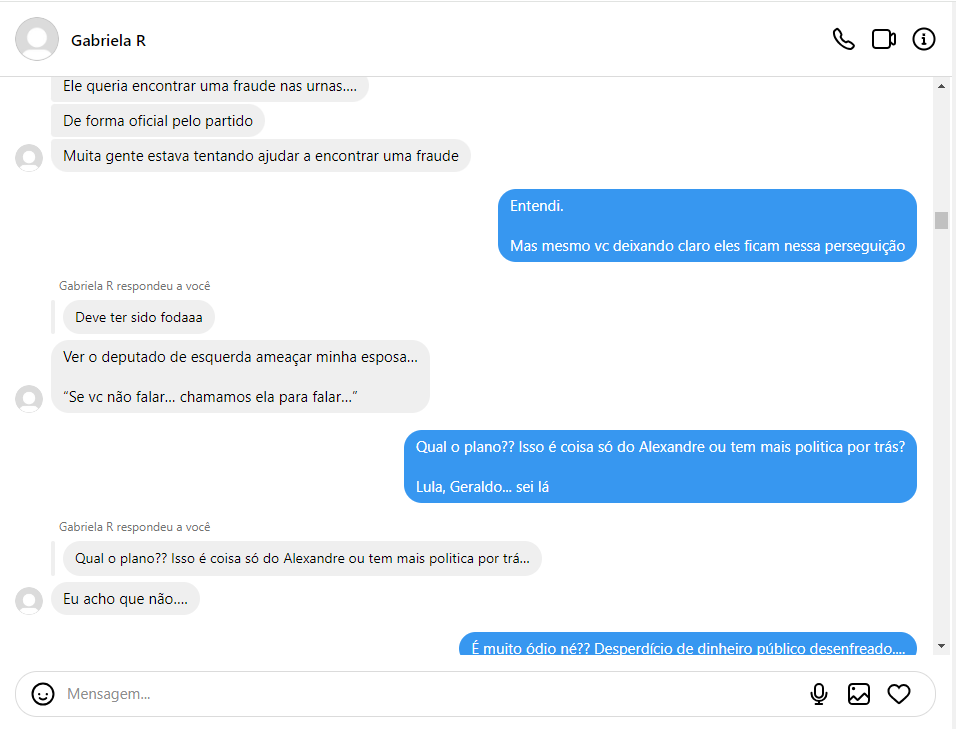 Gabriela R
Ele queria encontrar uma fraude nas urnas....
De forma oficial pelo partido
Muita gente estava tentando ajudar a encontrar uma fraude
Entendi.
Mas mesmo vc deixando claro eles ficam nessa perseguição
Gabriela R respondeu a você
Deve ter sido fodaaa
Ver o deputado de esquerda ameaçar minha esposa...
“Se vc não falar... chamamos ela para falar...”
Qual o plano?? Isso é coisa só do Alexandre ou tem mais politica por trás?
Lula, Geraldo... sei lá
Gabriela R respondeu a você
Qual o plano?? Isso é coisa só do Alexandre ou tem mais politica por trá...
Eu acho que não....
É muito ódio né?? Desperdício de dinheiro público desenfreado....
Mensagem...